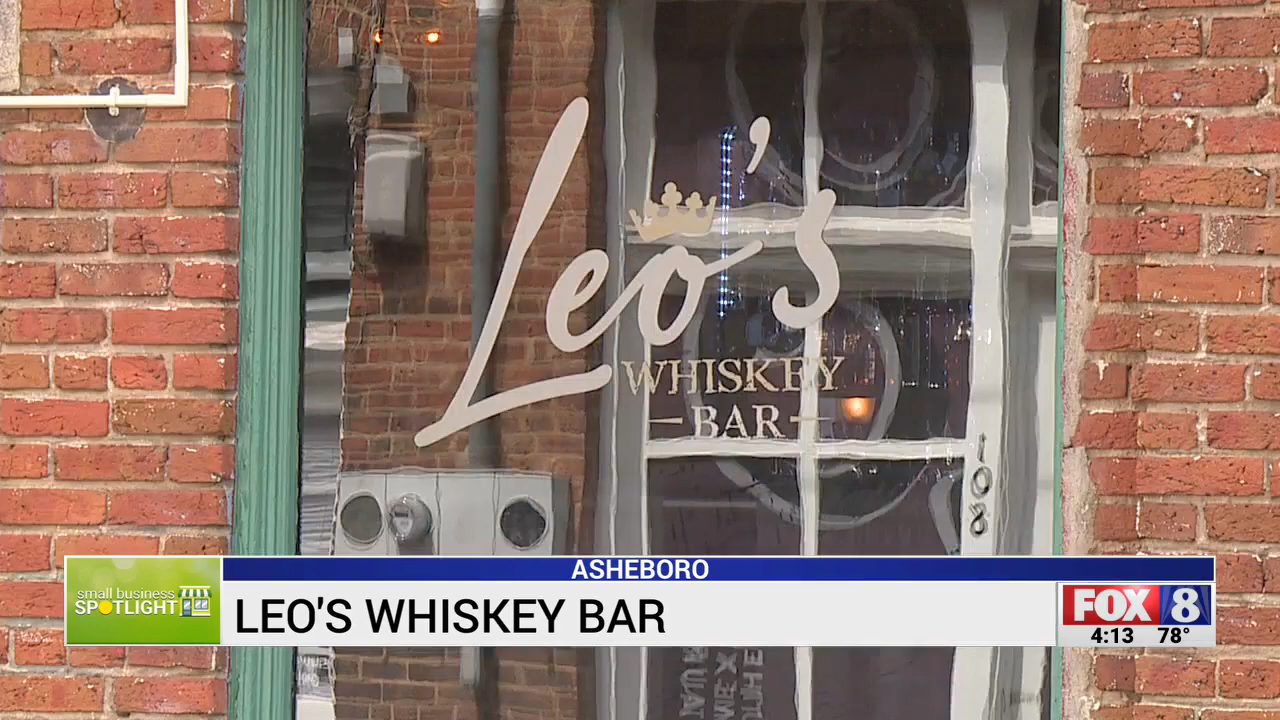 Leo's
WHISKEY
BAR
108
ASHEBORO
small business
SPOTLIGHT
LEO'S WHISKEY BAR
FOX 8
4:13 78°